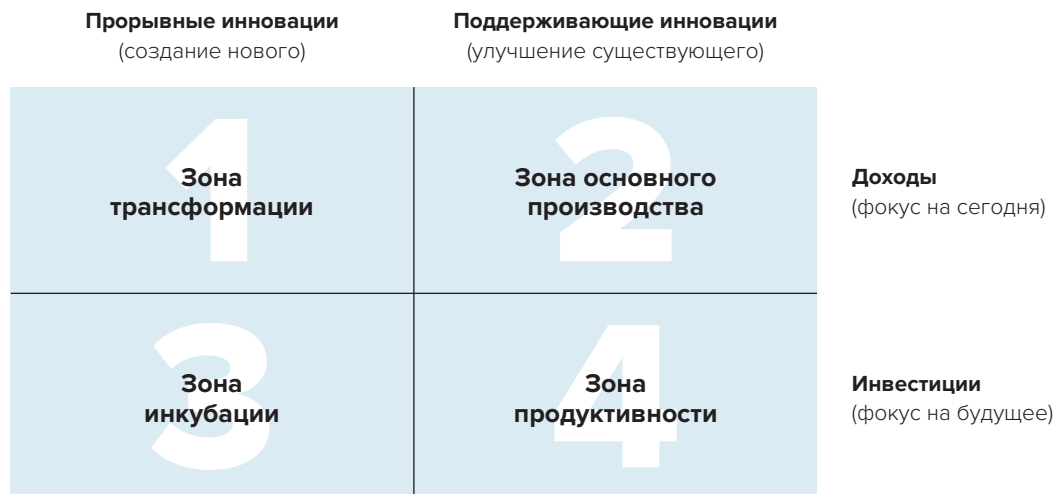 Прорывные инновации
(создание нового)
Поддерживающие инновации
(улучшение существующего)
1
Зона
трансформации
2
Зона основного
производства
Доходы
(фокус на сегодня)
3
Зона
инкубации
4
Зона
продуктивности
Инвестиции
(фокус на будущее)